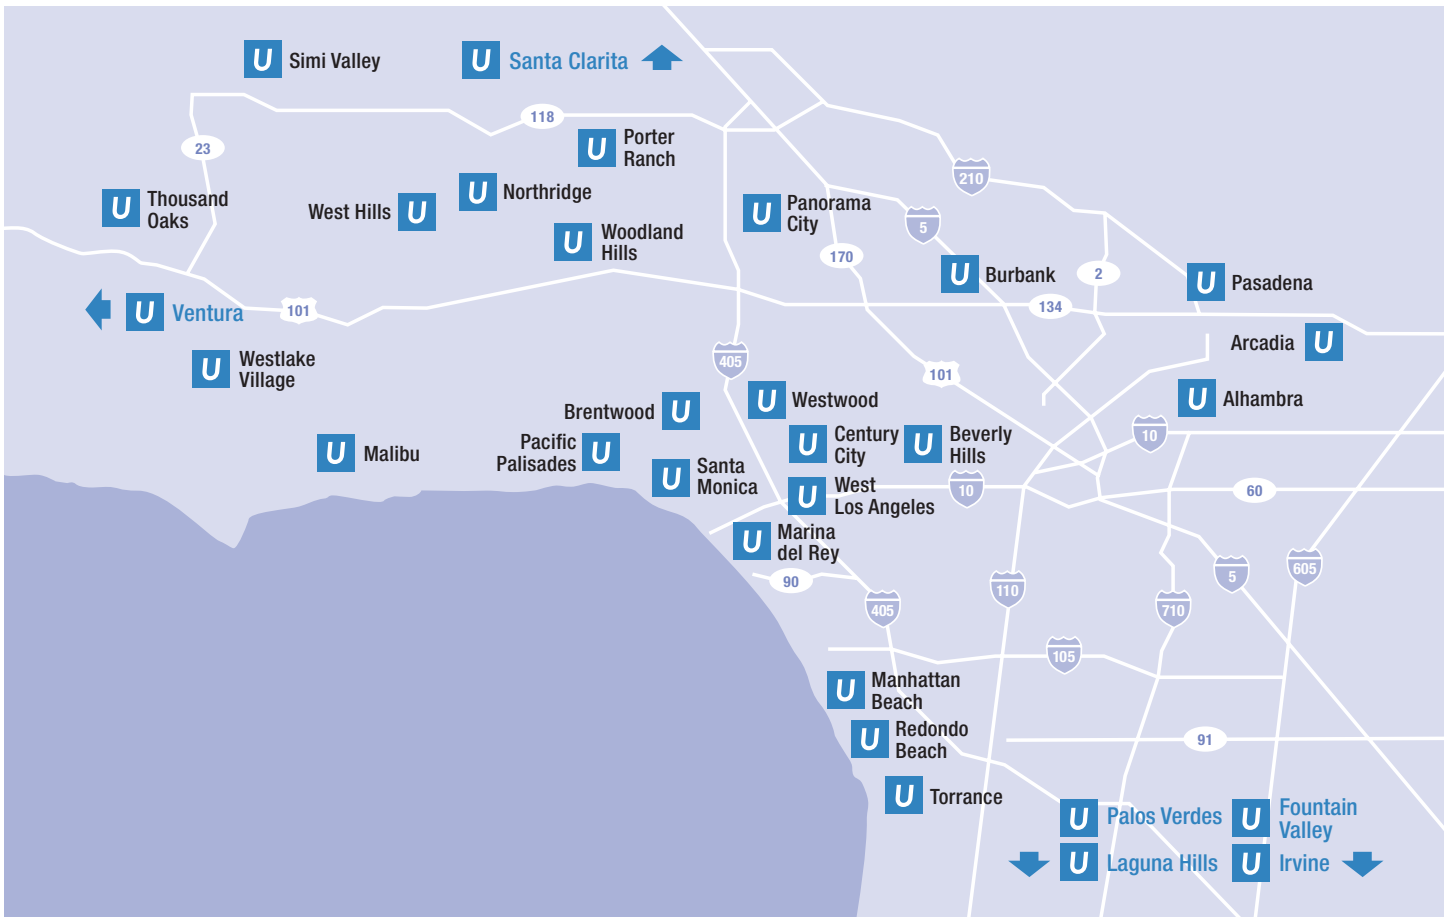 U Simi Valley
U Santa Clarita
118
23
U Porter
Ranch
210
U Thousand
Oaks
West Hills U
U Northridge
U Panorama
City
5
U Woodland
Hills
170
U Burbank
2
U Pasadena
U Ventura
101
134
Arcadia U
U Westlake
Village
405
101
Brentwood U
U Westwood
U Alhambra
10
U Malibu
Pacific
Palisades U
U Century
City
U Beverly
Hills
U Santa
Monica
U West
Los Angeles
10
60
U Marina
del Rey
90
5
605
405
110
710
105
U Manhattan
Beach
U Redondo
Beach
91
U Torrance
U Palos Verdes
U Fountain
Valley
U Laguna Hills
U Irvine